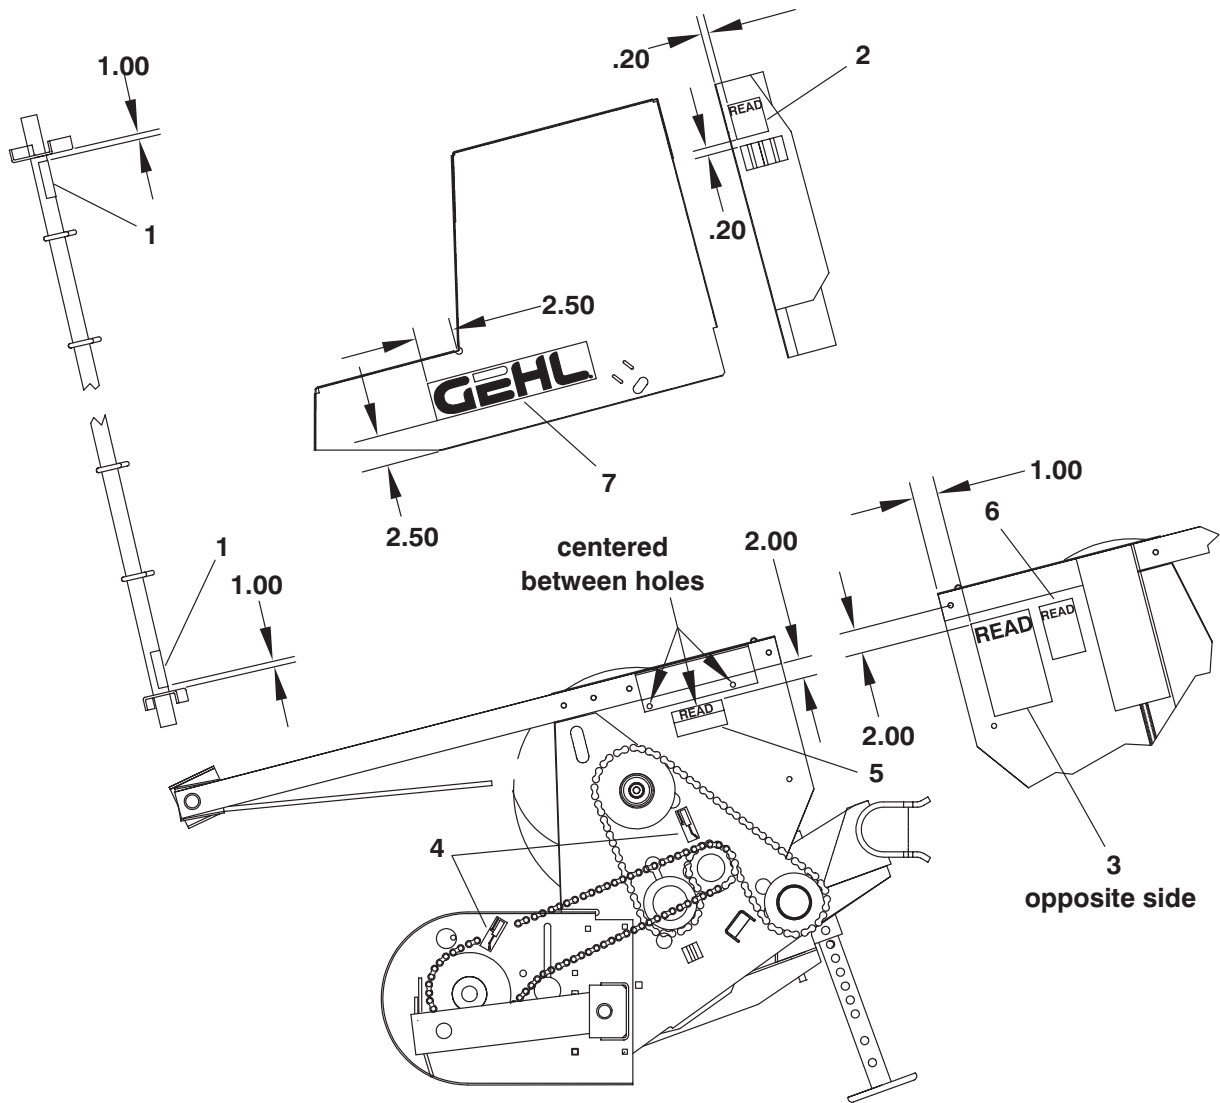 .20
2
1.00
READ
1
.20
2.50
GEHL
7
2.50
1.00
6
1
1.00
centered
between holes
2.00
READ
READ
READ
2.00
5
4
3
opposite side